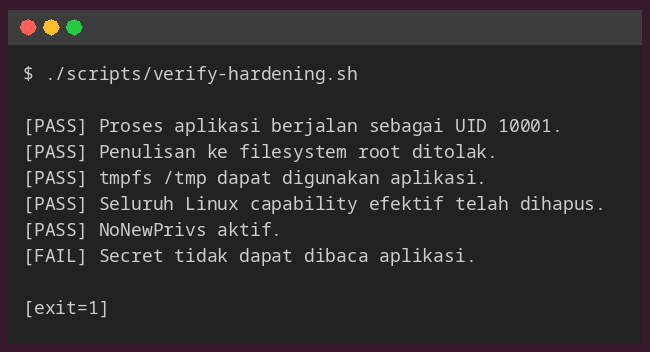 $ ./scripts/verify-hardening.sh
[PASS] Proses aplikasi berjalan sebagai UID 10001.
[PASS] Penulisan ke filesystem root ditolak.
[PASS] tmpfs /tmp dapat digunakan aplikasi.
[PASS] Seluruh Linux capability efektif telah dihapus.
[PASS] NoNewPrivs aktif.
[FAIL] Secret tidak dapat dibaca aplikasi.
[exit=1]